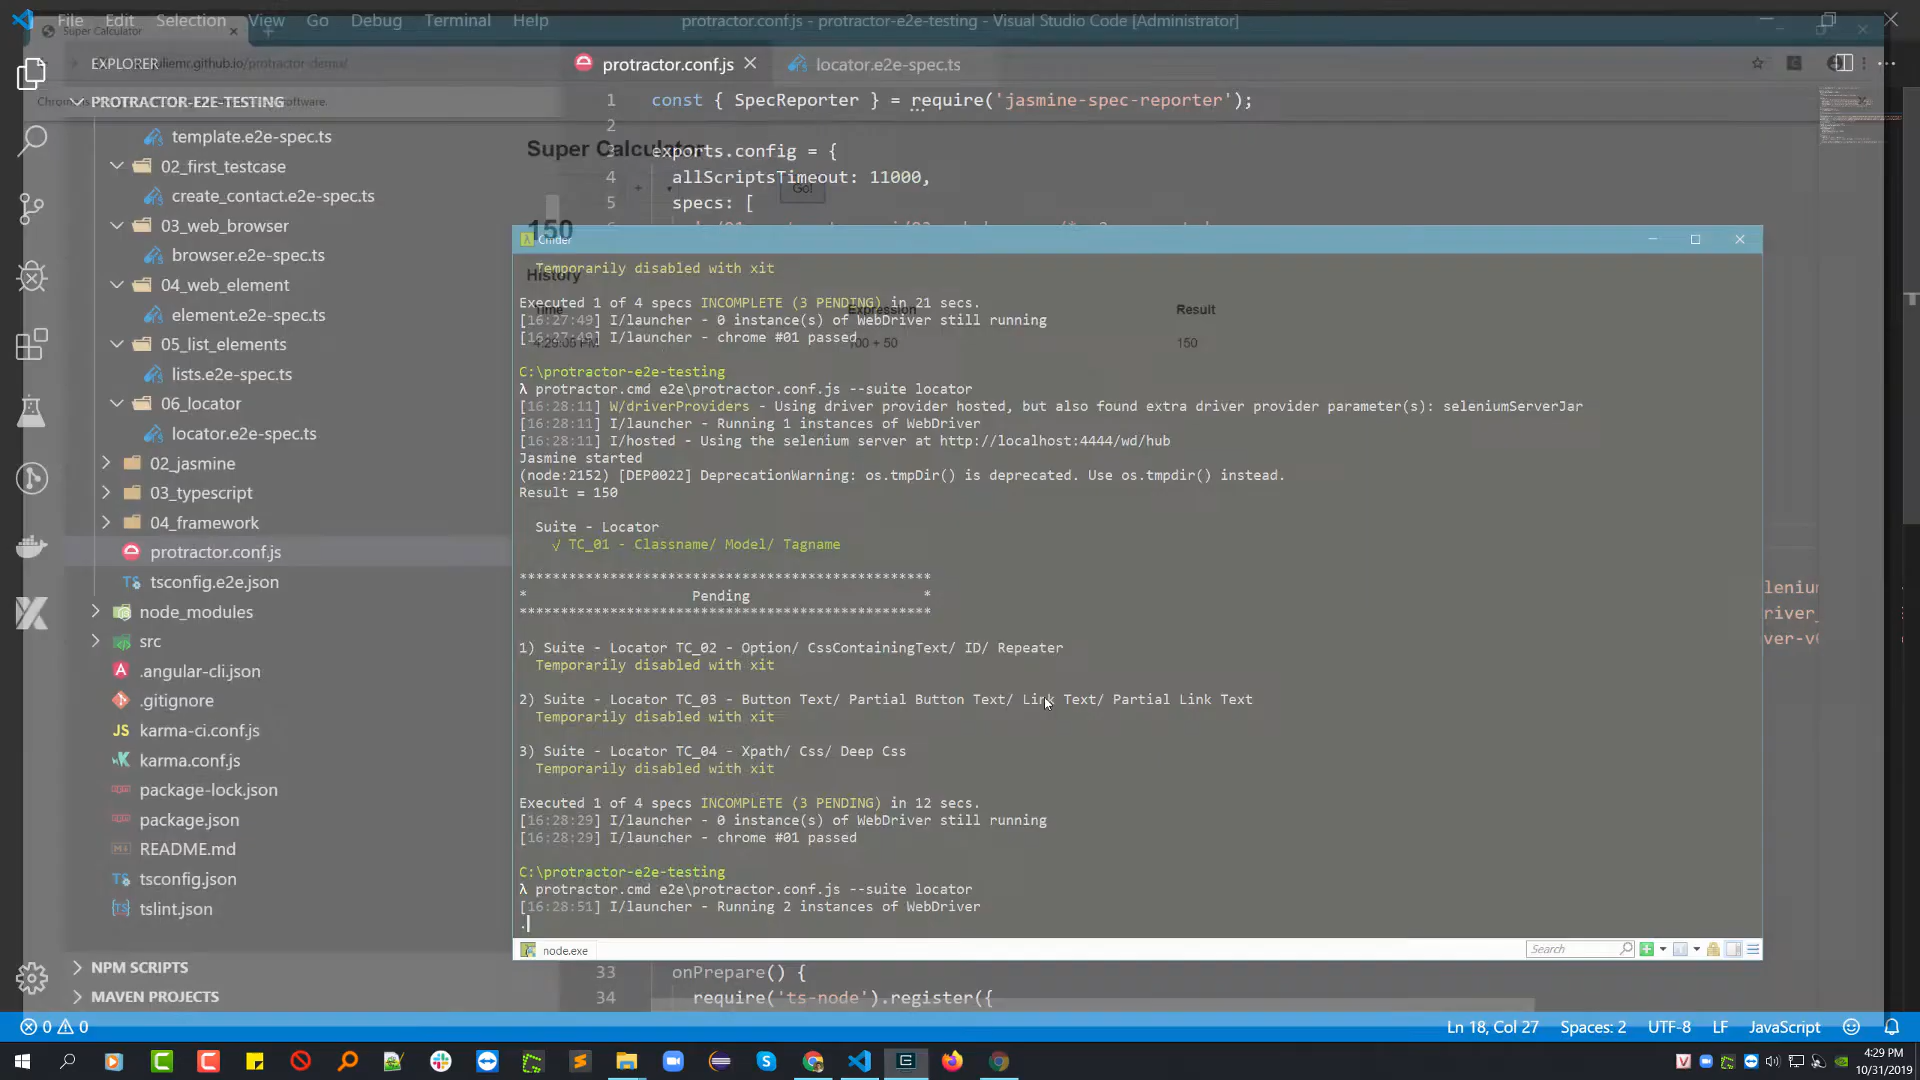 File Edit Selection View Go Debug Terminal Help
protractor.conf.js - protractor-e2e-testing - Visual Studio Code [Administrator]
Super Calculator
EXPLORER
protractor.conf.js
locator.e2e-spec.ts
PROTRACTOR-E2E-TESTING
template.e2e-spec.ts
02_first_testcase
create_contact.e2e-spec.ts
03_web_browser
browser.e2e-spec.ts
04_web_element
element.e2e-spec.ts
05_list_elements
lists.e2e-spec.ts
06_locator
locator.e2e-spec.ts
02_jasmine
03_typescript
04_framework
protractor.conf.js
tsconfig.e2e.json
node_modules
src
.angular-cli.json
.gitignore
karma-ci.conf.js
karma.conf.js
package-lock.json
package.json
README.md
tsconfig.json
tslint.json
NPM SCRIPTS
MAVEN PROJECTS
1 const { SpecReporter } = require('jasmine-spec-reporter');
2
3 exports.config = {
4 allScriptsTimeout: 11000,
5 specs: [
Super Calculator
+ Go!
150
History
Time Expression Result
100 + 50 150
Cmder
Temporarily disabled with xit
Executed 1 of 4 specs INCOMPLETE (3 PENDING) in 21 secs.
[16:27:49] I/launcher - 0 instance(s) of WebDriver still running
[16:27:49] I/launcher - chrome #01 passed
C:\protractor-e2e-testing
λ protractor.cmd e2e\protractor.conf.js --suite locator
[16:28:11] W/driverProviders - Using driver provider hosted, but also found extra driver provider parameter(s): seleniumServerJar
[16:28:11] I/launcher - Running 1 instances of WebDriver
[16:28:11] I/hosted - Using the selenium server at http://localhost:4444/wd/hub
Jasmine started
(node:2152) [DEP0022] DeprecationWarning: os.tmpDir() is deprecated. Use os.tmpdir() instead.
Result = 150
Suite - Locator
√ TC_01 - Classname/ Model/ Tagname
**************************************************
* Pending *
**************************************************
1) Suite - Locator TC_02 - Option/ CssContainingText/ ID/ Repeater
Temporarily disabled with xit
2) Suite - Locator TC_03 - Button Text/ Partial Button Text/ Link Text/ Partial Link Text
Temporarily disabled with xit
3) Suite - Locator TC_04 - Xpath/ Css/ Deep Css
Temporarily disabled with xit
Executed 1 of 4 specs INCOMPLETE (3 PENDING) in 12 secs.
[16:28:29] I/launcher - 0 instance(s) of WebDriver still running
[16:28:29] I/launcher - chrome #01 passed
C:\protractor-e2e-testing
λ protractor.cmd e2e\protractor.conf.js --suite locator
[16:28:51] I/launcher - Running 2 instances of WebDriver
.
node.exe
Search
33 onPrepare() {
34 require('ts-node').register({
0 0
Ln 18, Col 27 Spaces: 2 UTF-8 LF JavaScript
4:29 PM
10/31/2019